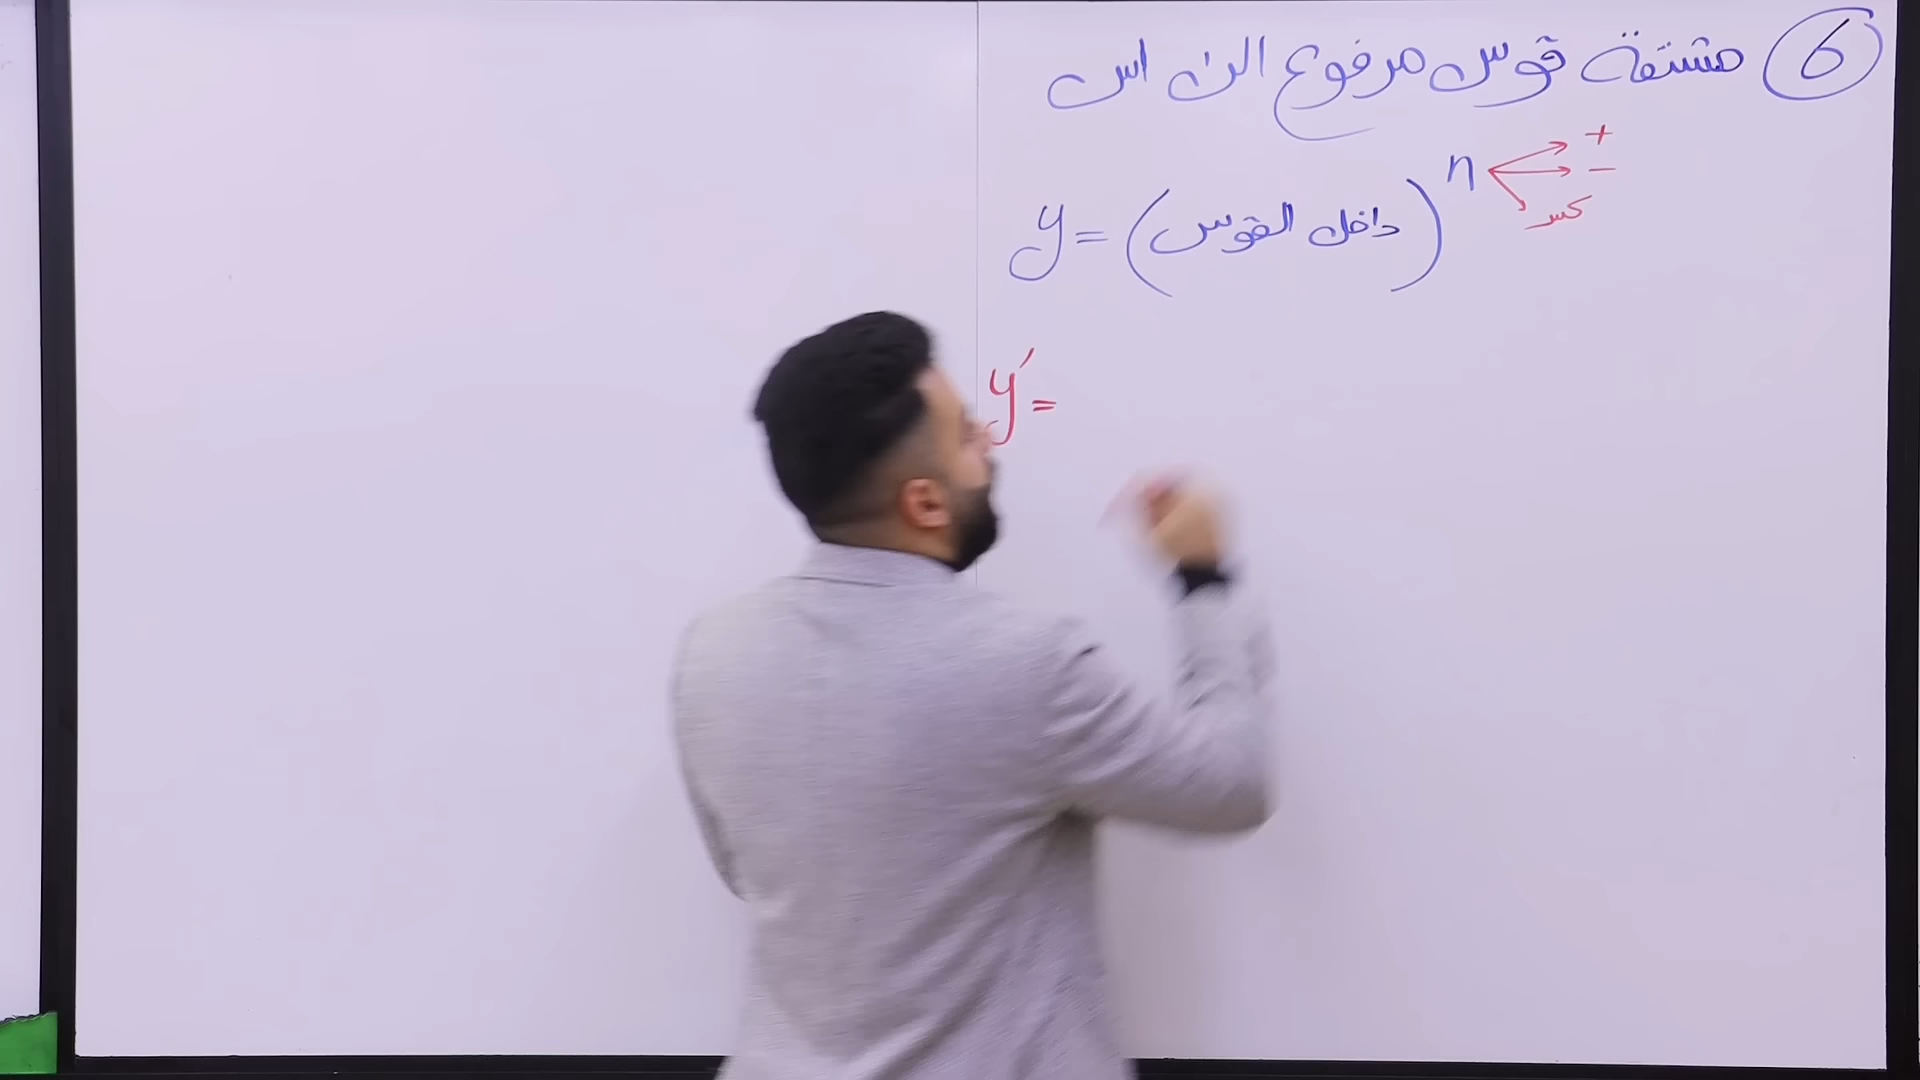 6 مشتقة قوس مرفوع الى اس
y = (داخل القوس)ⁿ
+
−
كسر
y′ =